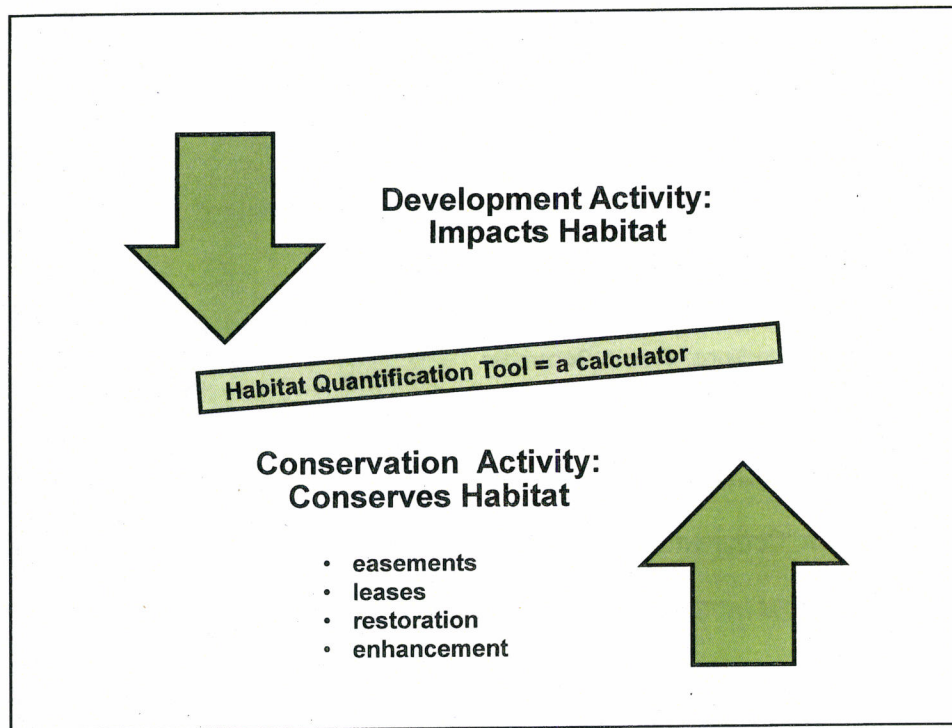 Development Activity:
Impacts Habitat
Habitat Quantification Tool = a calculator
Conservation Activity:
Conserves Habitat
• easements
• leases
• restoration
• enhancement